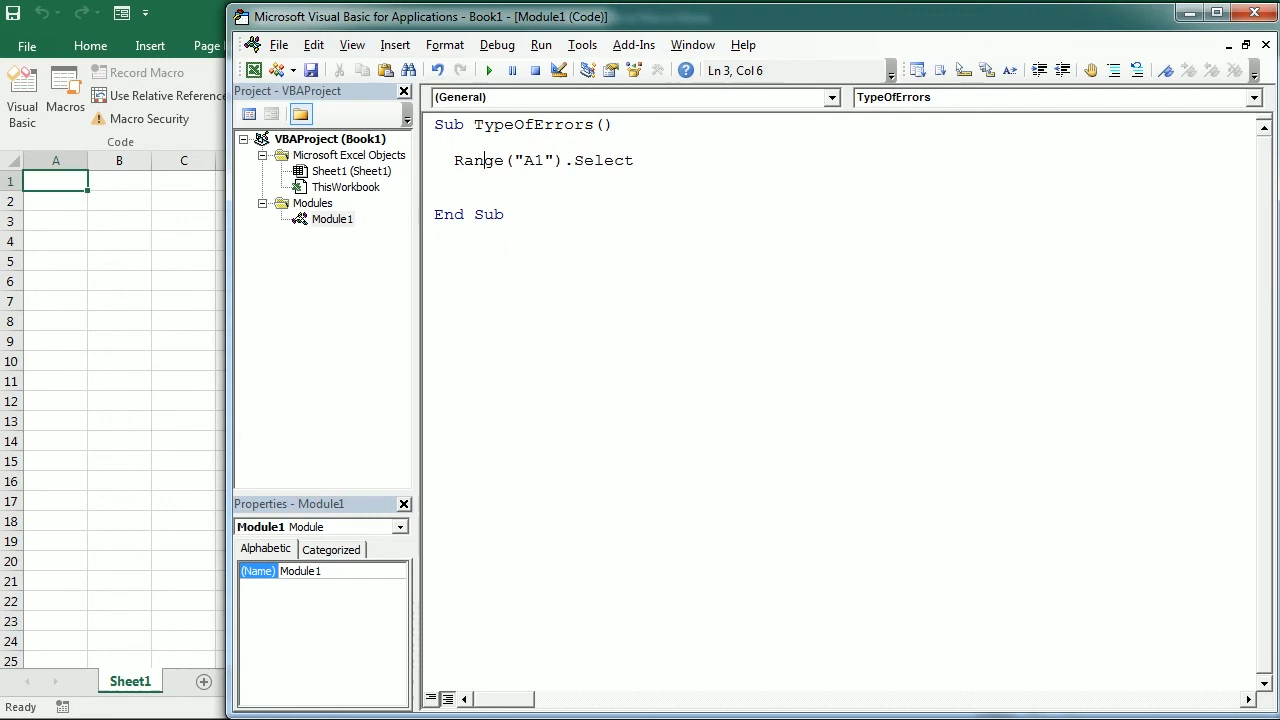 Microsoft Visual Basic for Applications - Book1 - [Module1 (Code)]
File Home Insert Page
File Edit View Insert Format Debug Run Tools Add-Ins Window Help
Record Macro
Use Relative Reference
Macro Security
Visual Basic
Macros
Code
Ln 3, Col 6
Project - VBAProject
VBAProject (Book1)
Microsoft Excel Objects
Sheet1 (Sheet1)
ThisWorkbook
Modules
Module1
(General)
TypeOfErrors
Sub TypeOfErrors()
Range("A1").Select
End Sub
A B C
1
2
3
4
5
6
7
8
9
10
11
12
13
14
15
16
17
18
19
20
21
22
23
24
25
Properties - Module1
Module1 Module
Alphabetic Categorized
(Name) Module1
Sheet1
Ready